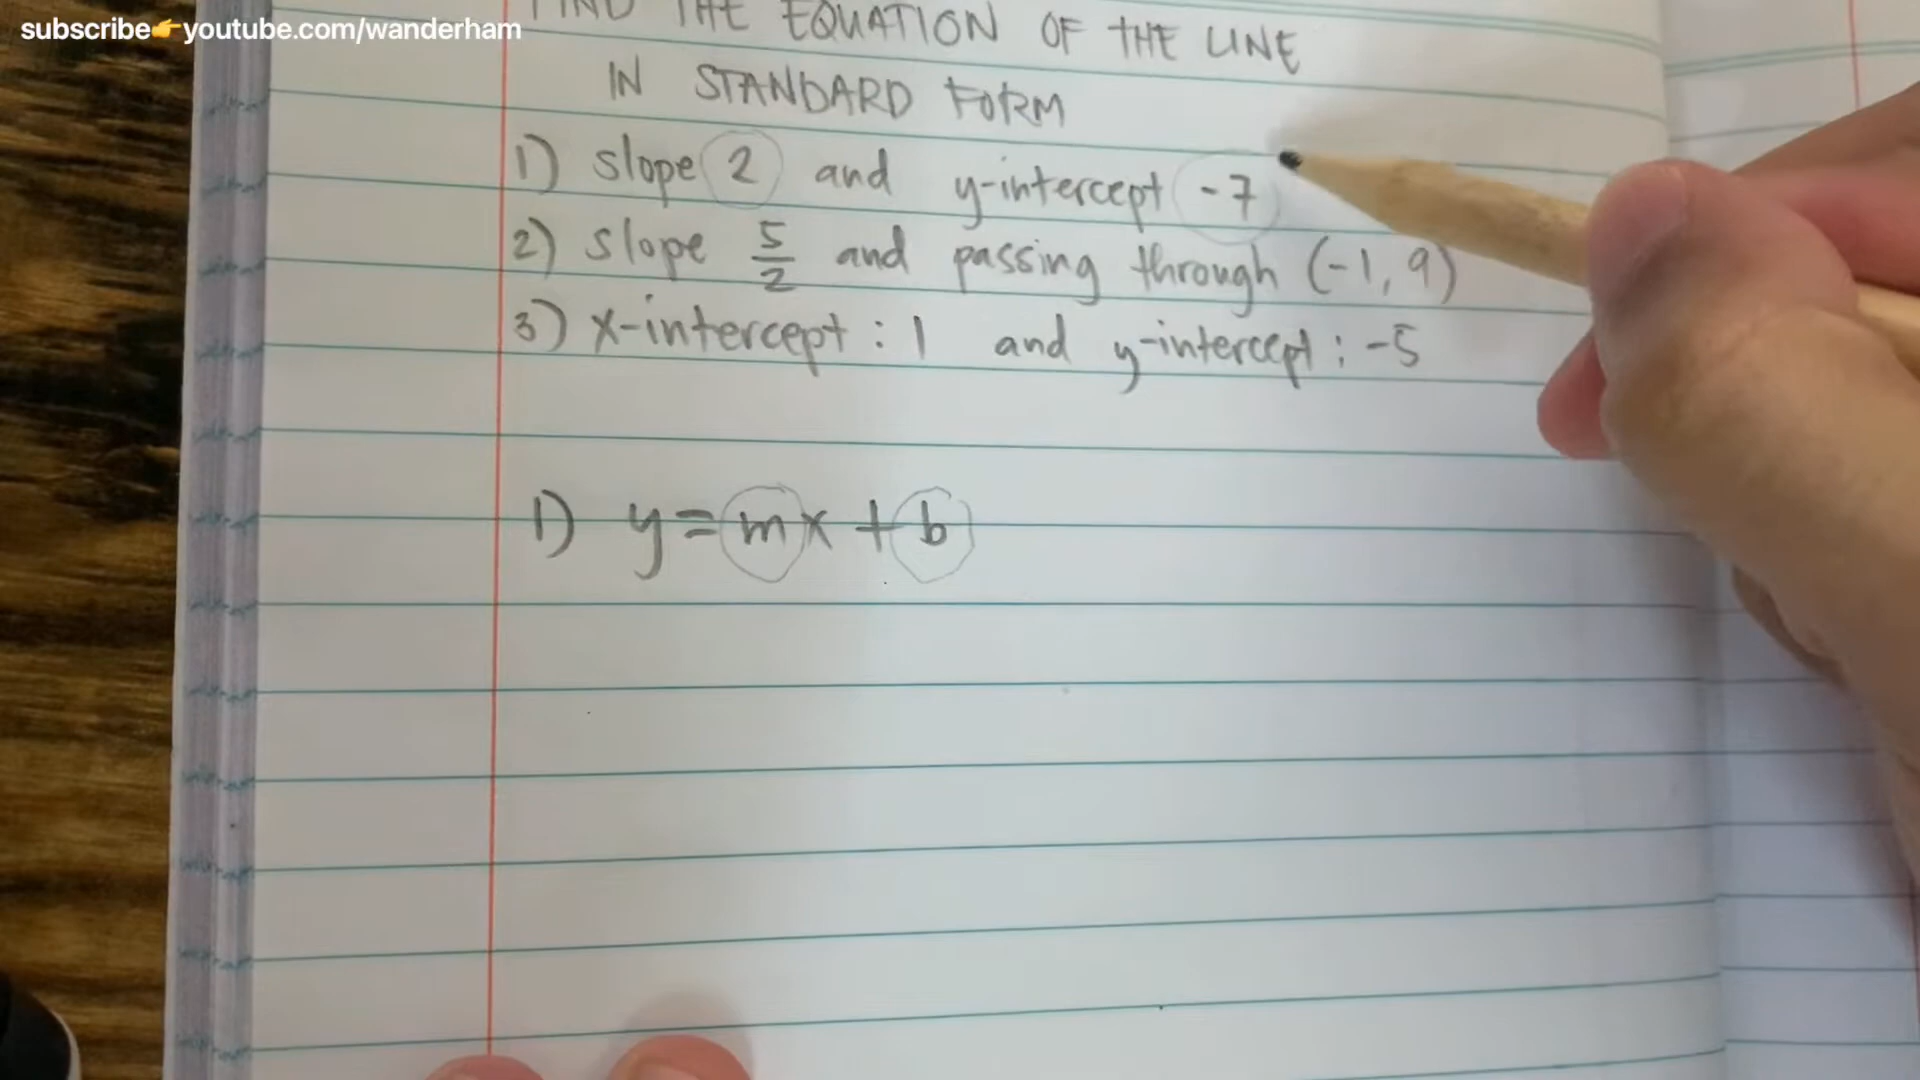 subscribe👉youtube.com/wanderham
FIND THE EQUATION OF THE LINE
IN STANDARD FORM
1) slope 2 and y-intercept -7
2) slope 5/2 and passing through (-1, 9)
3) x-intercept : 1 and y-intercept : -5
1) y = mx + b